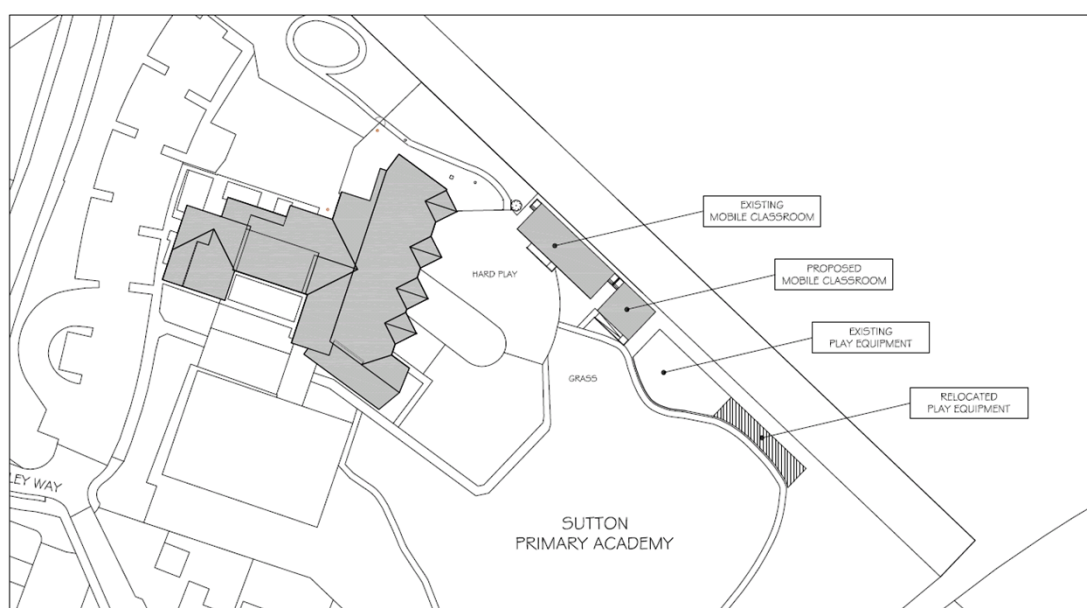 EXISTING
MOBILE CLASSROOM
HARD PLAY
PROPOSED
MOBILE CLASSROOM
EXISTING
PLAY EQUIPMENT
GRASS
RELOCATED
PLAY EQUIPMENT
LEY WAY
SUTTON
PRIMARY ACADEMY